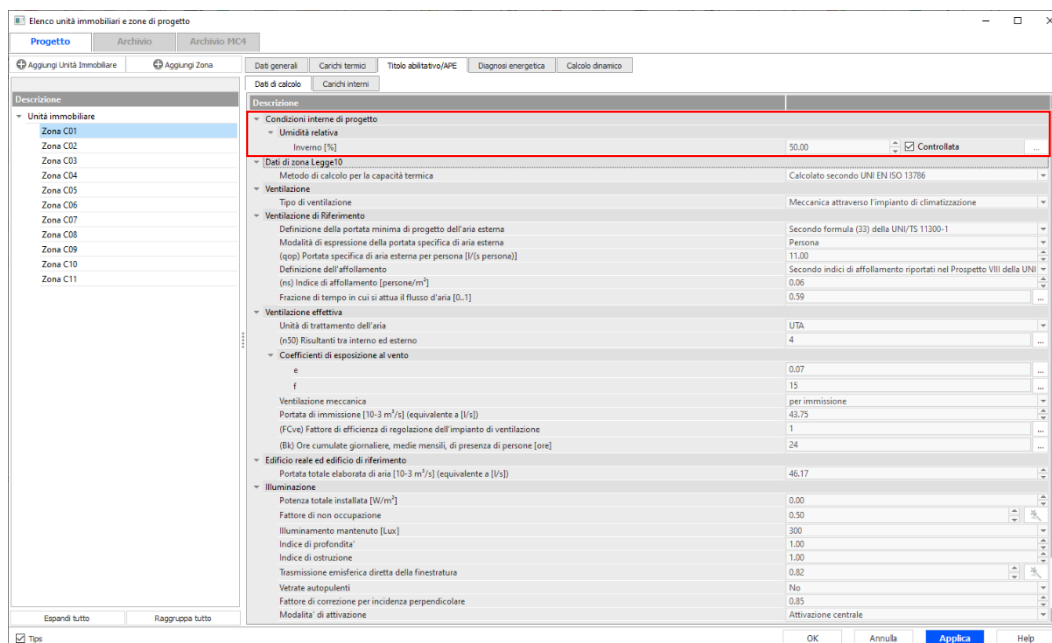 Elenco unità immobiliari e zone di progetto
Progetto Archivio Archivio MC4
Aggiungi Unità Immobiliare Aggiungi Zona
Dati generali Carichi termici Titolo abilitativo/APE Diagnosi energetica Calcolo dinamico
Dati di calcolo Carichi interni
Descrizione
Unità immobiliare
Zona C01
Zona C02
Zona C03
Zona C04
Zona C05
Zona C06
Zona C07
Zona C08
Zona C09
Zona C10
Zona C11
Espandi tutto Raggruppa tutto
Descrizione
Condizioni interne di progetto
Umidità relativa
Inverno [%] 50.00 Controllata ...
Dati di zona Legge10
Metodo di calcolo per la capacità termica Calcolato secondo UNI EN ISO 13786
Ventilazione
Tipo di ventilazione Meccanica attraverso l'impianto di climatizzazione
Ventilazione di Riferimento
Definizione della portata minima di progetto dell'aria esterna Secondo formula (33) della UNI/TS 11300-1
Modalità di espressione della portata specifica di aria esterna Persona
(qop) Portata specifica di aria esterna per persona [l/(s persona)] 11.00
Definizione dell'affollamento Secondo indici di affollamento riportati nel Prospetto VIII della UNI
(ns) Indice di affollamento [persone/m²] 0.06
Frazione di tempo in cui si attua il flusso d'aria [0..1] 0.59 ...
Ventilazione effettiva
Unità di trattamento dell'aria UTA
(n50) Risultanti tra interno ed esterno 4 ...
Coefficienti di esposizione al vento
e 0.07 ...
f 15 ...
Ventilazione meccanica per immissione
Portata di immissione [10-3 m³/s] (equivalente a [l/s]) 43.75
(FCve) Fattore di efficienza di regolazione dell'impianto di ventilazione 1 ...
(Bk) Ore cumulate giornaliere, medie mensili, di presenza di persone [ore] 24 ...
Edificio reale ed edificio di riferimento
Portata totale elaborata di aria [10-3 m³/s] (equivalente a [l/s]) 46.17
Illuminazione
Potenza totale installata [W/m²] 0.00
Fattore di non occupazione 0.50
Illuminamento mantenuto [Lux] 300
Indice di profondita' 1.00
Indice di ostruzione 1.00
Trasmissione emisferica diretta della finestratura 0.82
Vetrate autopulenti No
Fattore di correzione per incidenza perpendicolare 0.85
Modalita' di attivazione Attivazione centrale
Tips OK Annulla Applica Help